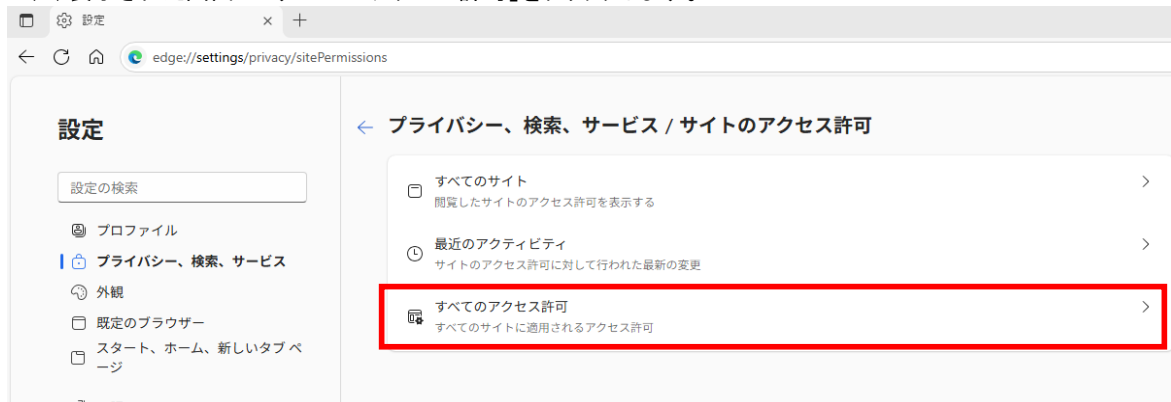 設定
edge://settings/privacy/sitePermissions
設定
プライバシー、検索、サービス / サイトのアクセス許可
設定の検索
プロファイル
プライバシー、検索、サービス
外観
既定のブラウザー
スタート、ホーム、新しいタブ ペ
ージ
すべてのサイト
閲覧したサイトのアクセス許可を表示する
最近のアクティビティ
サイトのアクセス許可に対して行われた最新の変更
すべてのアクセス許可
すべてのサイトに適用されるアクセス許可